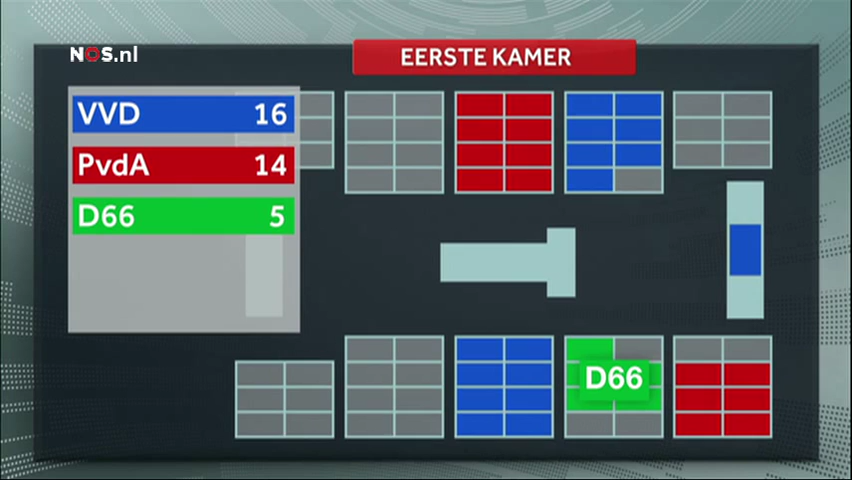 NOS.nl
EERSTE KAMER
VVD 16
PvdA 14
D66 5
D66